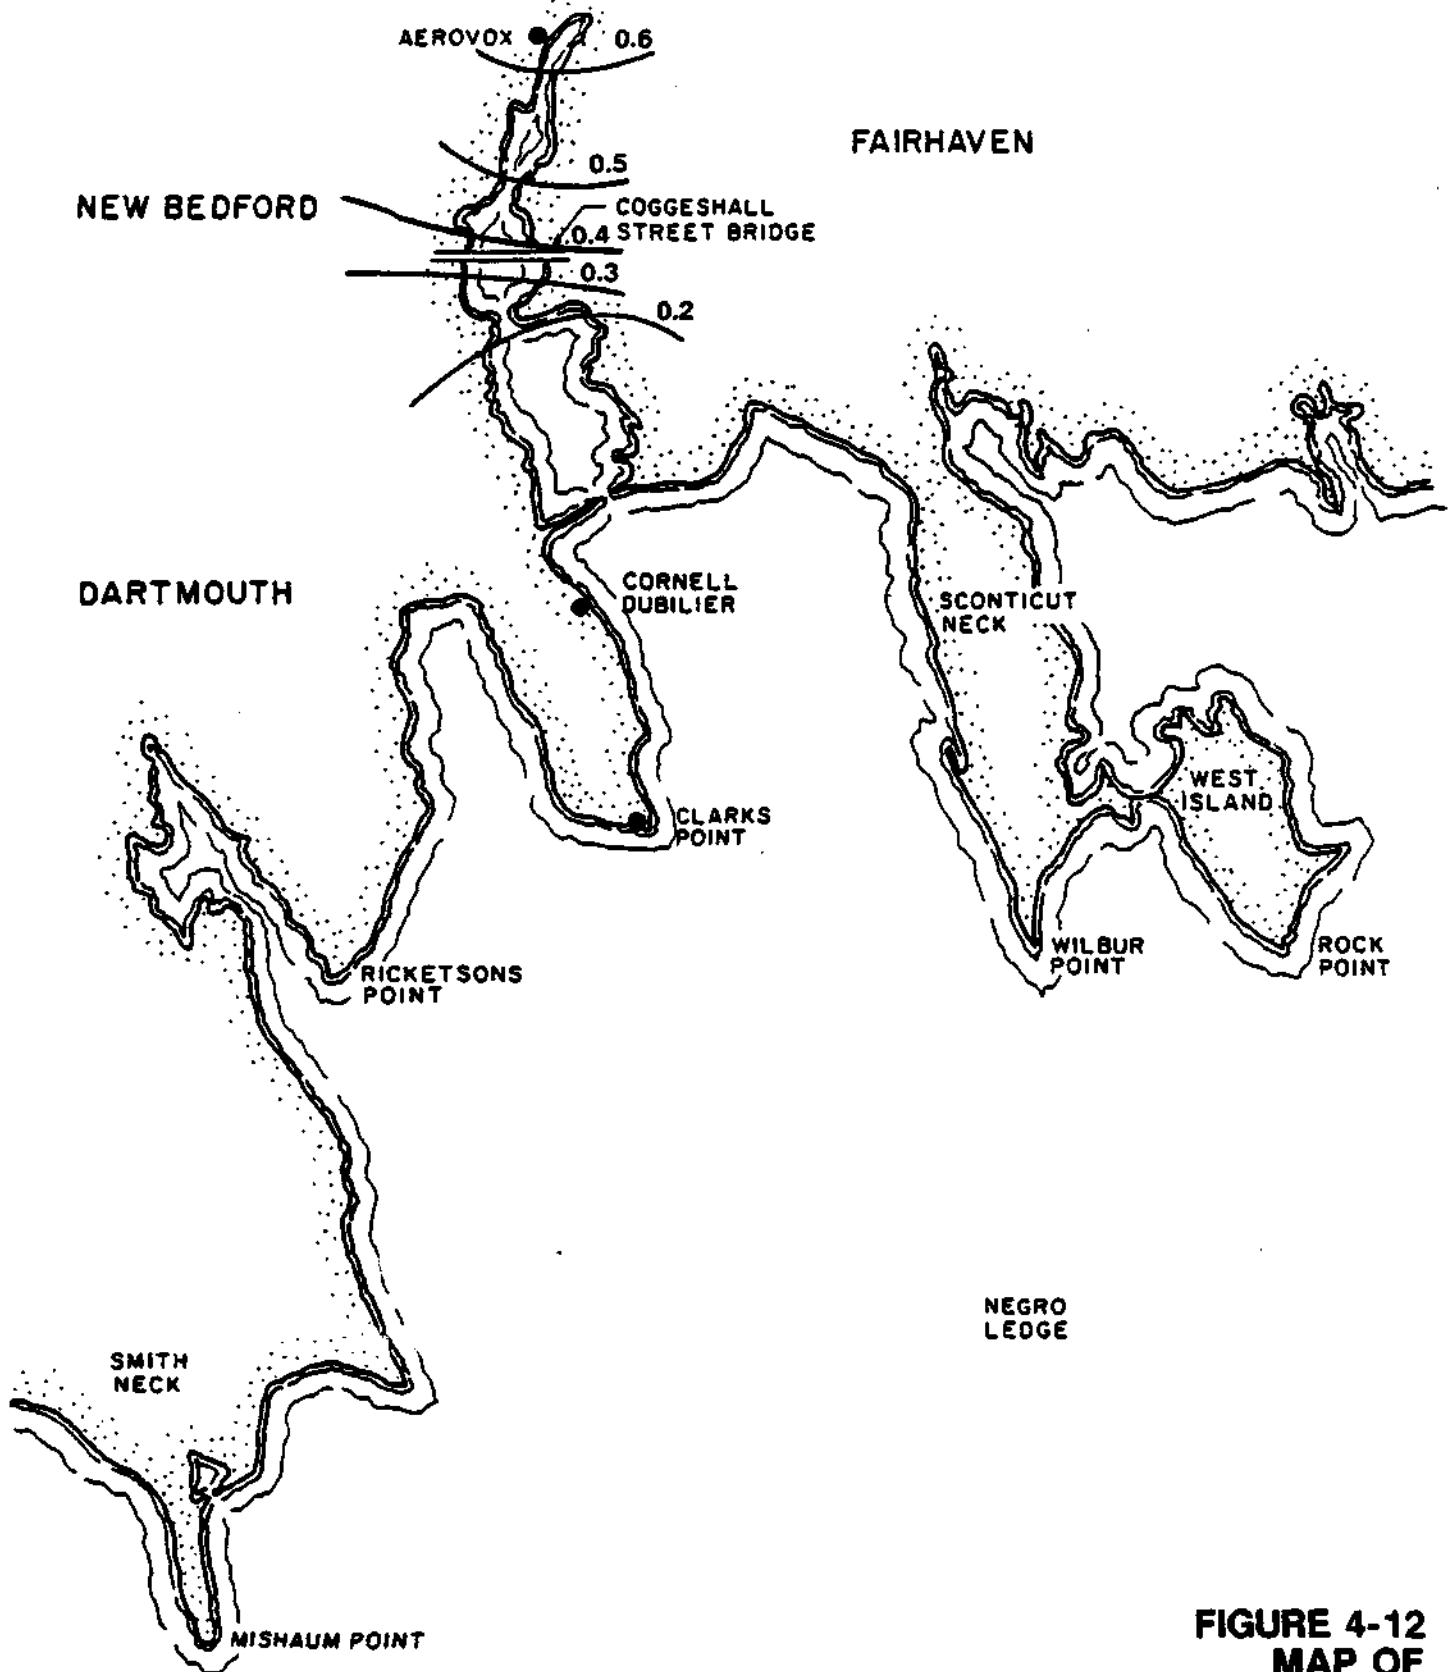 AEROVOX
0.6
FAIRHAVEN
0.5
NEW BEDFORD
COGGESHALL
STREET BRIDGE
0.4
0.3
0.2
CORNELL
DUBILIER
DARTMOUTH
SCONTICUT
NECK
WEST
ISLAND
CLARKS
POINT
WILBUR
POINT
ROCK
POINT
RICKETSONS
POINT
NEGRO
LEDGE
SMITH
NECK
MISHAUM POINT
FIGURE 4-12
MAP OF